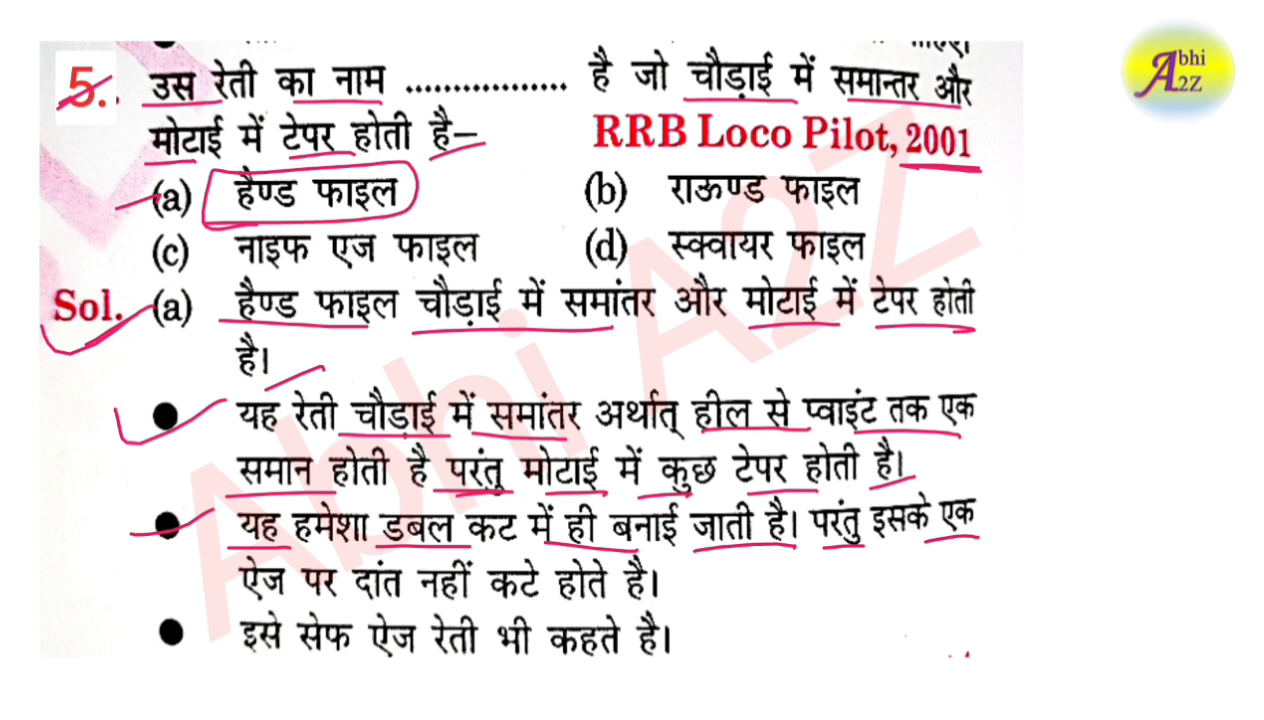 Abhi
A2Z
5. उस रेती का नाम ................. है जो चौड़ाई में समान्तर और
मोटाई में टेपर होती है– RRB Loco Pilot, 2001
(a) हैण्ड फाइल (b) राऊण्ड फाइल
(c) नाइफ एज फाइल (d) स्क्वायर फाइल
Sol. (a) हैण्ड फाइल चौड़ाई में समांतर और मोटाई में टेपर होती
है।
● यह रेती चौड़ाई में समांतर अर्थात् हील से प्वाइंट तक एक
समान होती है परंतु मोटाई में कुछ टेपर होती है।
● यह हमेशा डबल कट में ही बनाई जाती है। परंतु इसके एक
ऐज पर दांत नहीं कटे होते है।
● इसे सेफ ऐज रेती भी कहते है।
Abhi A2Z